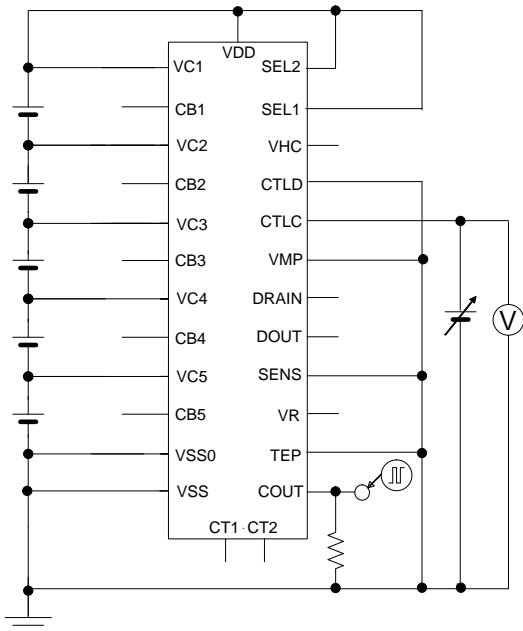 VDD
VC1 SEL2
CB1 SEL1
VC2 VHC
CB2 CTLD
VC3 CTLC
CB3 VMP
VC4 DRAIN
CB4 DOUT
VC5 SENS
CB5 VR
VSS0 TEP
VSS COUT
CT1 CT2
V